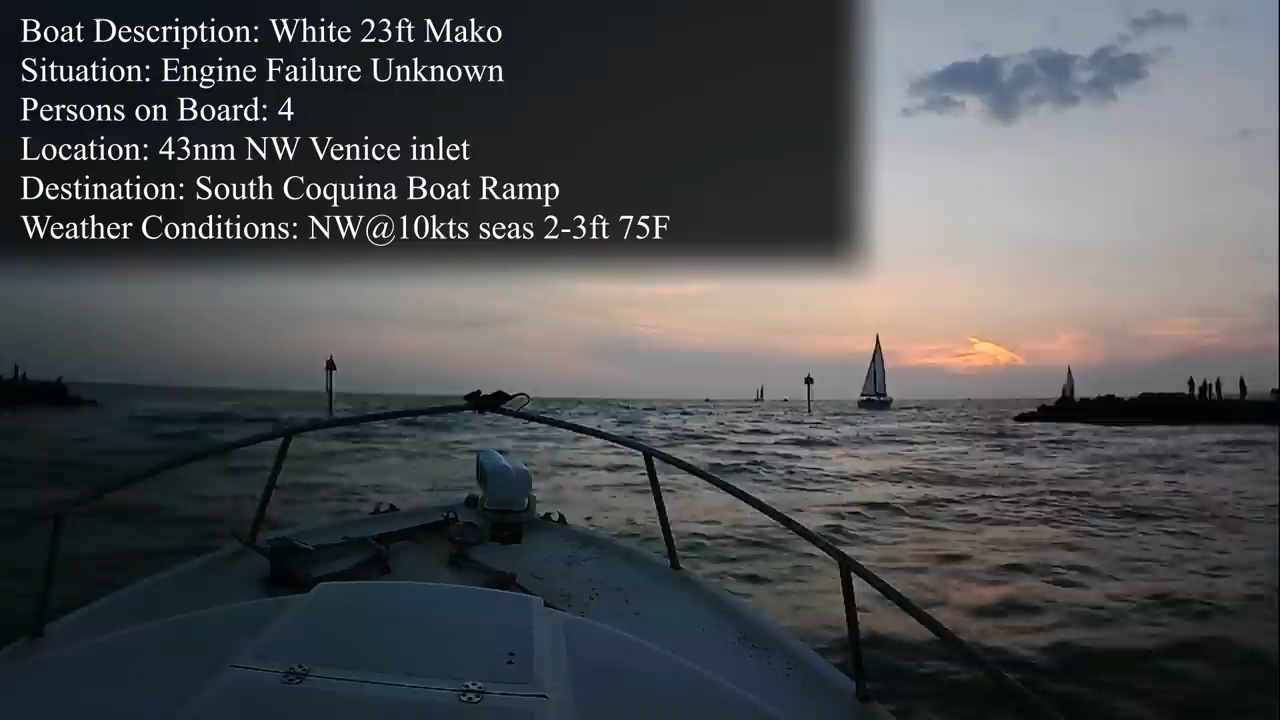 Boat Description: White 23ft Mako
Situation: Engine Failure Unknown
Persons on Board: 4
Location: 43nm NW Venice inlet
Destination: South Coquina Boat Ramp
Weather Conditions: NW@10kts seas 2-3ft 75F